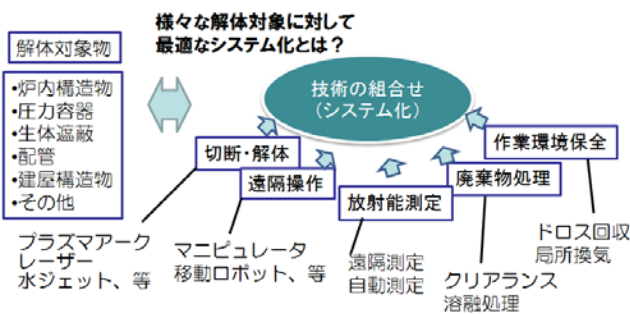 様々な解体対象に対して
最適なシステム化とは？
解体対象物
•炉内構造物
•圧力容器
•生体遮蔽
•配管
•建屋構造物
•その他
技術の組合せ
（システム化）
切断・解体
遠隔操作
放射能測定
廃棄物処理
作業環境保全
プラズマアーク
レーザー
水ジェット、等
マニピュレータ
移動ロボット、等
遠隔測定
自動測定
クリアランス
溶融処理
ドロス回収
局所換気